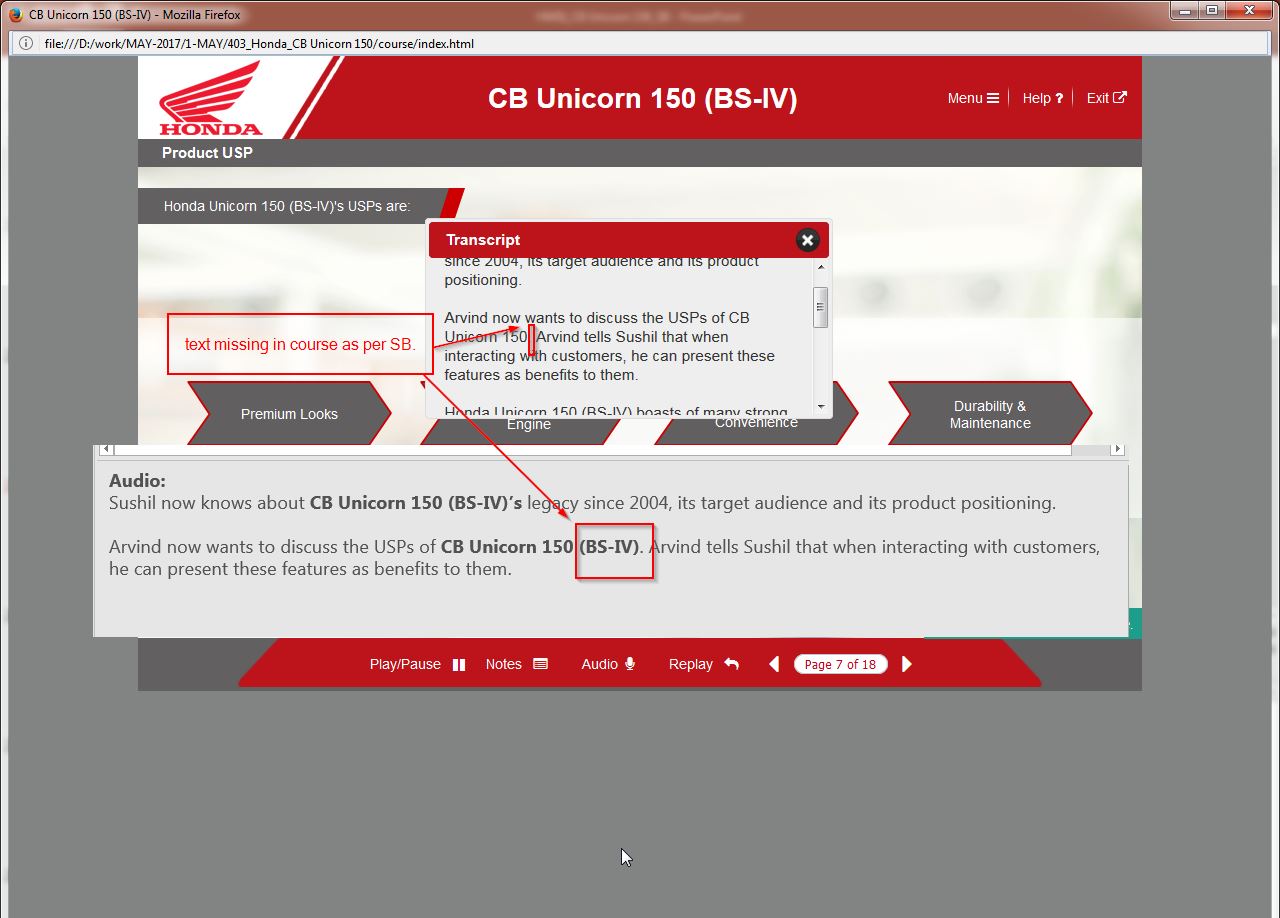 CB Unicorn 150 (BS-IV) - Mozilla Firefox
file:///D:/work/MAY-2017/1-MAY/403_Honda_CB Unicorn 150/course/index.html
HONDA
CB Unicorn 150 (BS-IV)
Menu
Help ?
Exit
Product USP
Honda Unicorn 150 (BS-IV)'s USPs are:
Transcript
since 2004, its target audience and its product
positioning.
Arvind now wants to discuss the USPs of CB
Unicorn 150. Arvind tells Sushil that when
interacting with customers, he can present these
features as benefits to them.
Honda Unicorn 150 (BS-IV) boasts of many strong
text missing in course as per SB.
Premium Looks
Engine
Convenience
Durability &
Maintenance
Audio:
Sushil now knows about CB Unicorn 150 (BS-IV)’s legacy since 2004, its target audience and its product positioning.
Arvind now wants to discuss the USPs of CB Unicorn 150 (BS-IV). Arvind tells Sushil that when interacting with customers,
he can present these features as benefits to them.
Play/Pause
Notes
Audio
Replay
Page 7 of 18